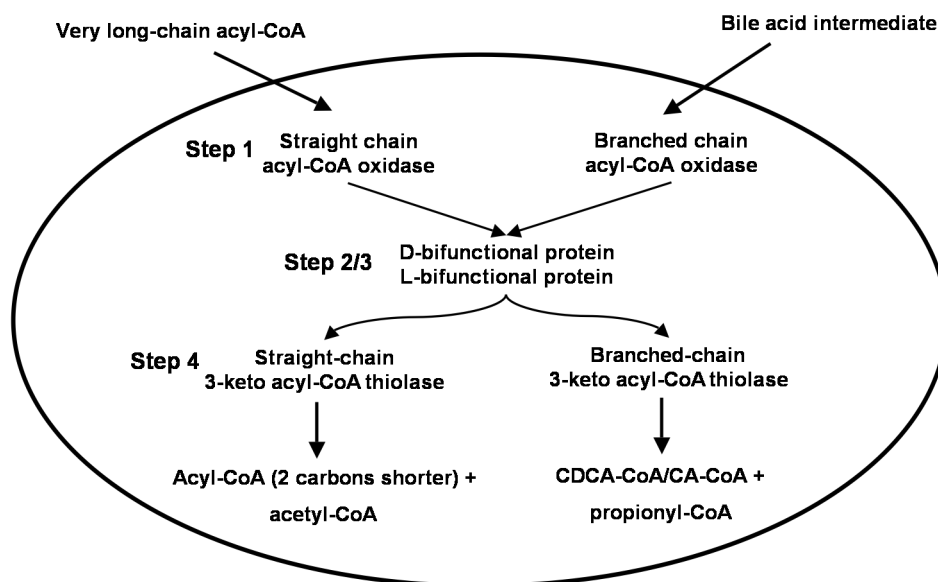 Very long-chain acyl-CoA
Bile acid intermediate
Step 1
Straight chain
acyl-CoA oxidase
Branched chain
acyl-CoA oxidase
Step 2/3
D-bifunctional protein
L-bifunctional protein
Step 4
Straight-chain
3-keto acyl-CoA thiolase
Branched-chain
3-keto acyl-CoA thiolase
Acyl-CoA (2 carbons shorter) +
acetyl-CoA
CDCA-CoA/CA-CoA +
propionyl-CoA